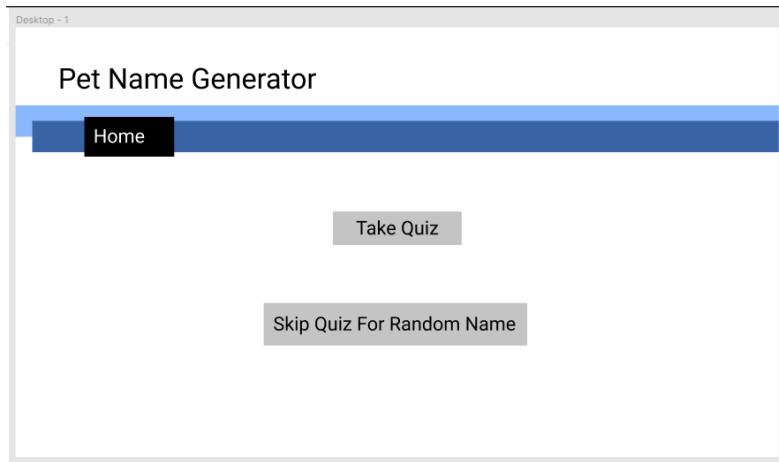 Desktop - 1
Pet Name Generator
Home
Take Quiz
Skip Quiz For Random Name